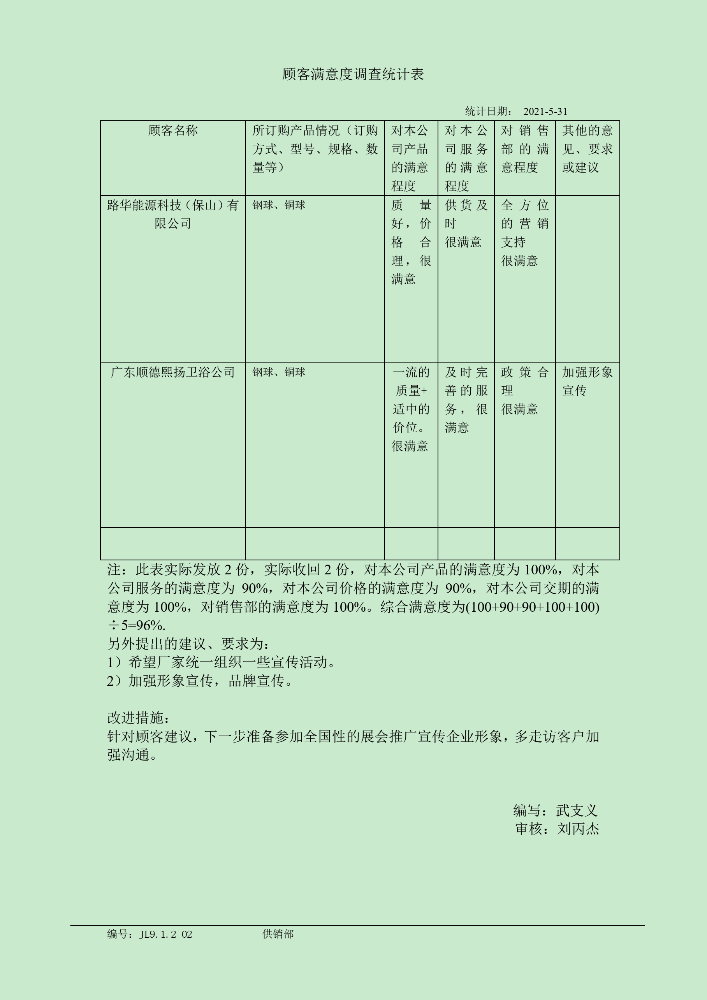 顾客满意度调查统计表
统计日期： 2021-5-31
顾客名称
所订购产品情况（订购
方式、型号、规格、数
量等）
对本公
司产品
的满意
程度
对本公
司服务
的满意
程度
对销售
部的满
意程度
其他的意
见、要求
或建议
路华能源科技（保山）有
限公司
钢球、铜球
质量
好，价
格合
理，很
满意
供货及
时
很满意
全方位
的营销
支持
很满意
广东顺德熙扬卫浴公司
钢球、铜球
一流的
质量+
适中的
价位。
很满意
及时完
善的服
务，很
满意
政策合
理
很满意
加强形象
宣传
注：此表实际发放 2 份，实际收回 2 份，对本公司产品的满意度为 100%，对本
公司服务的满意度为 90%，对本公司价格的满意度为 90%，对本公司交期的满
意度为 100%，对销售部的满意度为 100%。综合满意度为(100+90+90+100+100)
÷5=96%.
另外提出的建议、要求为：
1）希望厂家统一组织一些宣传活动。
2）加强形象宣传，品牌宣传。
改进措施：
针对顾客建议，下一步准备参加全国性的展会推广宣传企业形象，多走访客户加
强沟通。
编写：武支义
审核：刘丙杰
编号：JL9.1.2-02 供销部